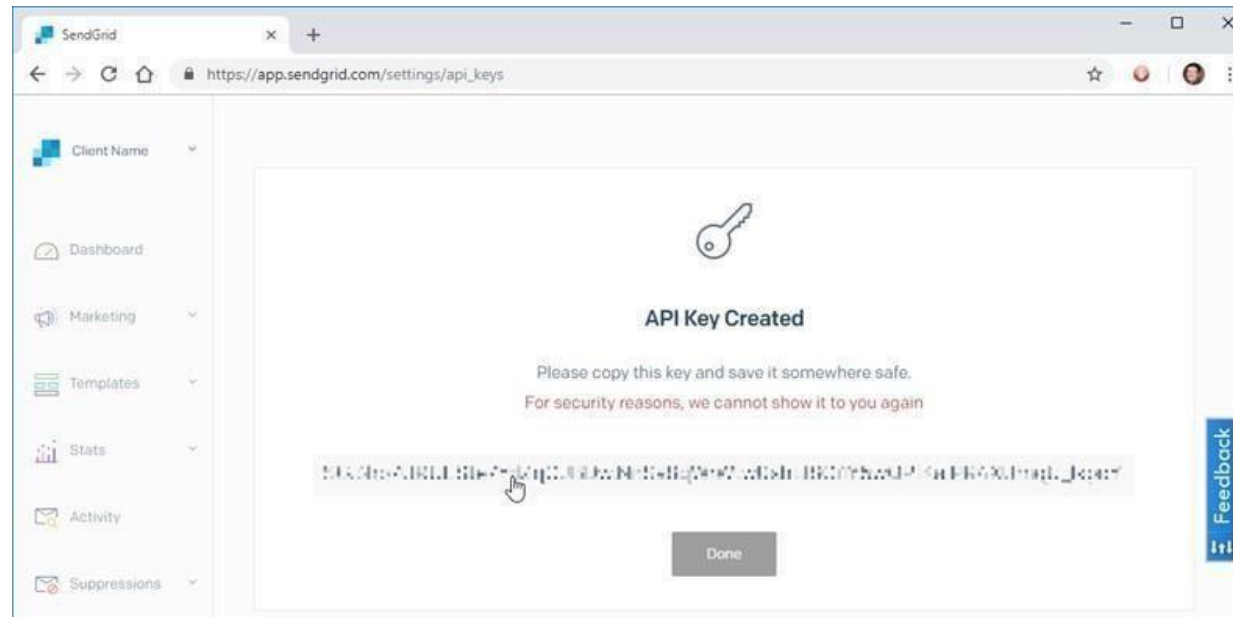 SendGrid
https://app.sendgrid.com/settings/api_keys
Client Name
Dashboard
Marketing
Templates
Stats
Activity
Suppressions
API Key Created
Please copy this key and save it somewhere safe.
For security reasons, we cannot show it to you again
Done
Feedback